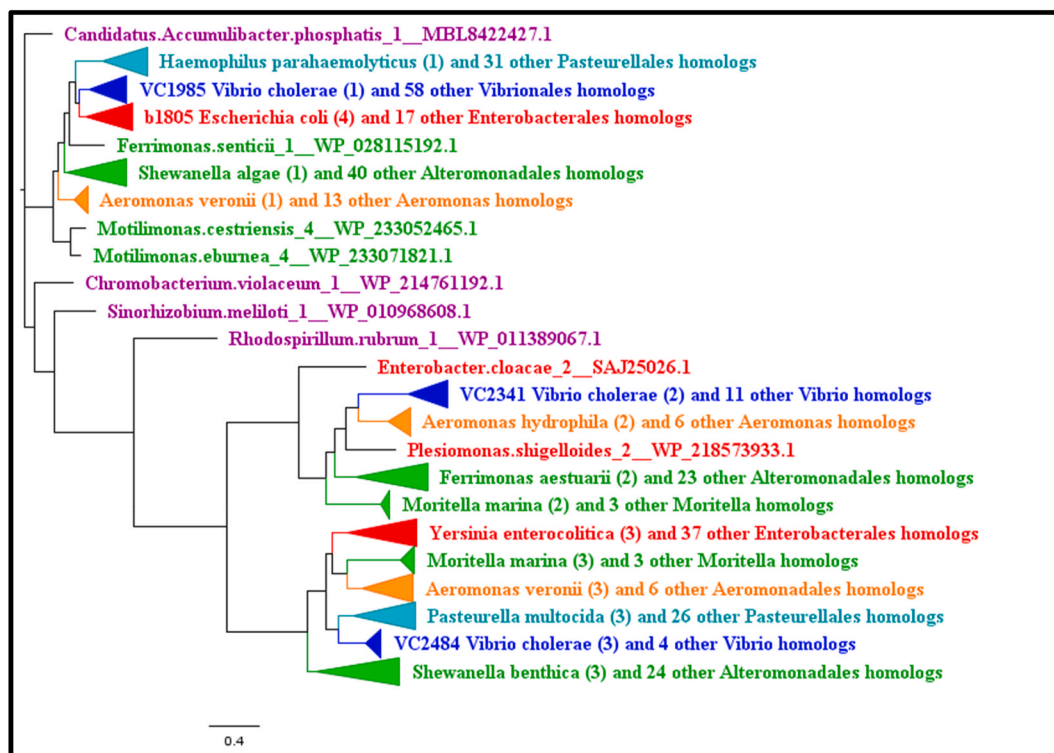 Candidatus.Accumulibacter.phosphatis_1__MBL8422427.1
Haemophilus parahaemolyticus (1) and 31 other Pasteurellales homologs
VC1985 Vibrio cholerae (1) and 58 other Vibrionales homologs
b1805 Escherichia coli (4) and 17 other Enterobacterales homologs
Ferrimonas.senticii_1__WP_028115192.1
Shewanella algae (1) and 40 other Alteromonadales homologs
Aeromonas veronii (1) and 13 other Aeromonas homologs
Motilimonas.cestriensis_4__WP_233052465.1
Motilimonas.eburnea_4__WP_233071821.1
Chromobacterium.violaceum_1__WP_214761192.1
Sinorhizobium.meliloti_1__WP_010968608.1
Rhodospirillum.rubrum_1__WP_011389067.1
Enterobacter.cloacae_2__SAJ25026.1
VC2341 Vibrio cholerae (2) and 11 other Vibrio homologs
Aeromonas hydrophila (2) and 6 other Aeromonas homologs
Plesiomonas.shigelloides_2__WP_218573933.1
Ferrimonas aestuarii (2) and 23 other Alteromonadales homologs
Moritella marina (2) and 3 other Moritella homologs
Yersinia enterocolitica (3) and 37 other Enterobacterales homologs
Moritella marina (3) and 3 other Moritella homologs
Aeromonas veronii (3) and 6 other Aeromonadales homologs
Pasteurella multocida (3) and 26 other Pasteurellales homologs
VC2484 Vibrio cholerae (3) and 4 other Vibrio homologs
Shewanella benthica (3) and 24 other Alteromonadales homologs
0.4